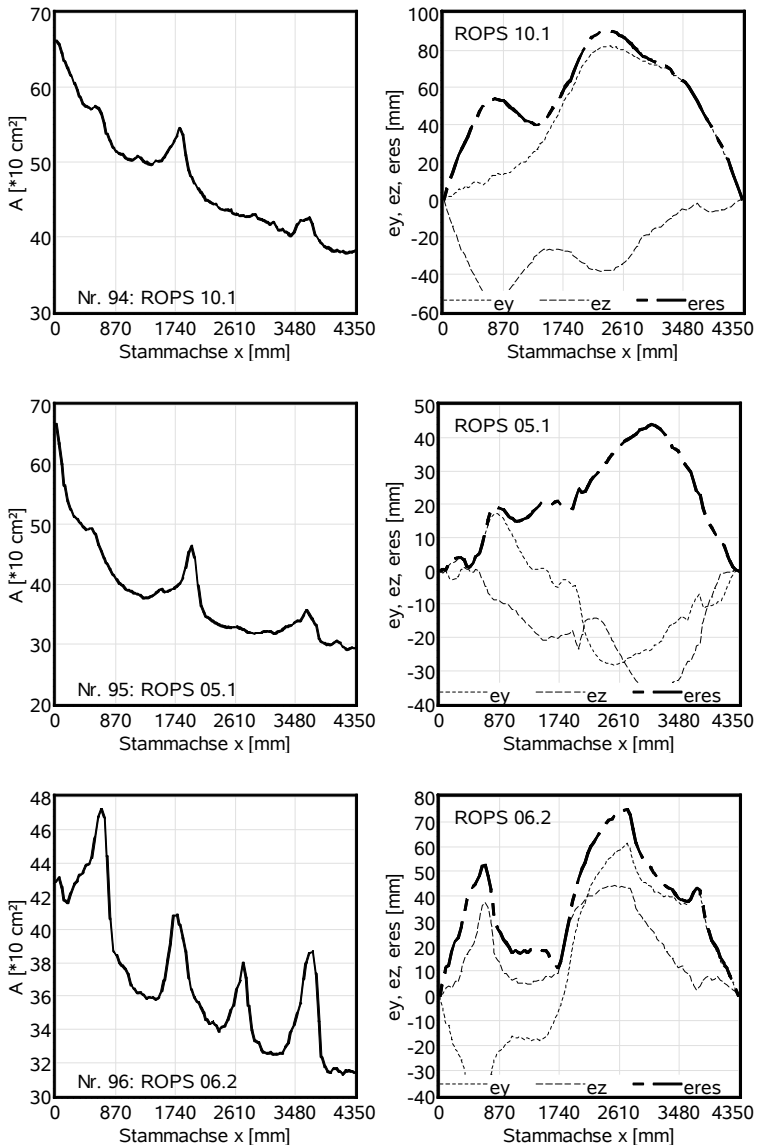 A [*10 cm²]
70
60
50
40
30
Nr. 94: ROPS 10.1
0 870 1740 2610 3480 4350
Stammachse x [mm]
ey, ez, eres [mm]
100
80
60
40
20
0
-20
-40
-60
ROPS 10.1
ey ez eres
0 870 1740 2610 3480 4350
Stammachse x [mm]
A [*10 cm²]
70
60
50
40
30
20
Nr. 95: ROPS 05.1
0 870 1740 2610 3480 4350
Stammachse x [mm]
ey, ez, eres [mm]
50
40
30
20
10
0
-10
-20
-30
-40
ROPS 05.1
ey ez eres
0 870 1740 2610 3480 4350
Stammachse x [mm]
A [*10 cm²]
48
46
44
42
40
38
36
34
32
30
Nr. 96: ROPS 06.2
0 870 1740 2610 3480 4350
Stammachse x [mm]
ey, ez, eres [mm]
80
70
60
50
40
30
20
10
0
-10
-20
-30
-40
ROPS 06.2
ey ez eres
0 870 1740 2610 3480 4350
Stammachse x [mm]